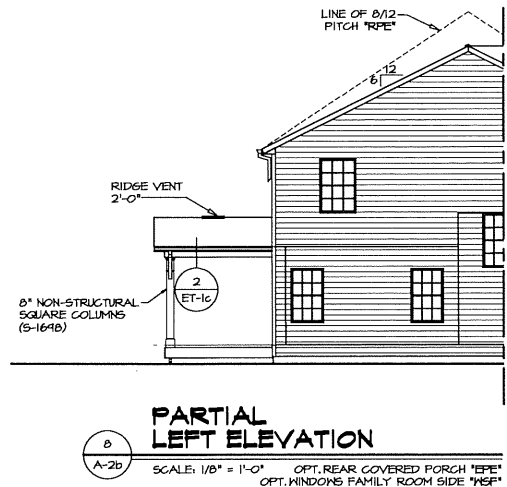 LINE OF 8/12
PITCH "RPE"
12
6
RIDGE VENT
2'-0"
2
ET-1c
8" NON-STRUCTURAL
SQUARE COLUMNS
(S-1698)
PARTIAL
LEFT ELEVATION
8
A-2b
SCALE: 1/8" = 1'-0" OPT. REAR COVERED PORCH "EPE"
OPT. WINDOWS FAMILY ROOM SIDE "WSF"